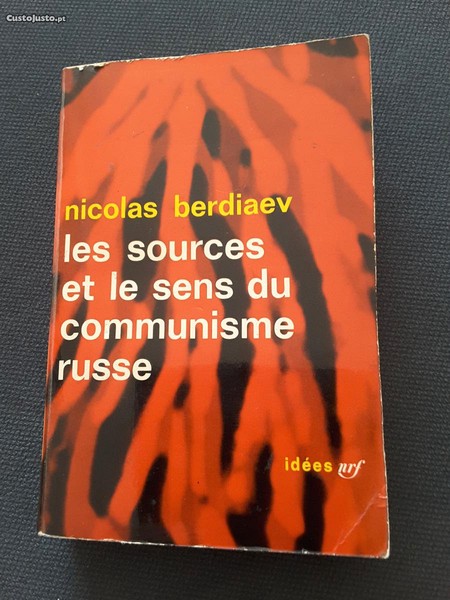 CustoJusto.pt
nicolas berdiaev
les sources
et le sens du
communisme
russe
idées nrf